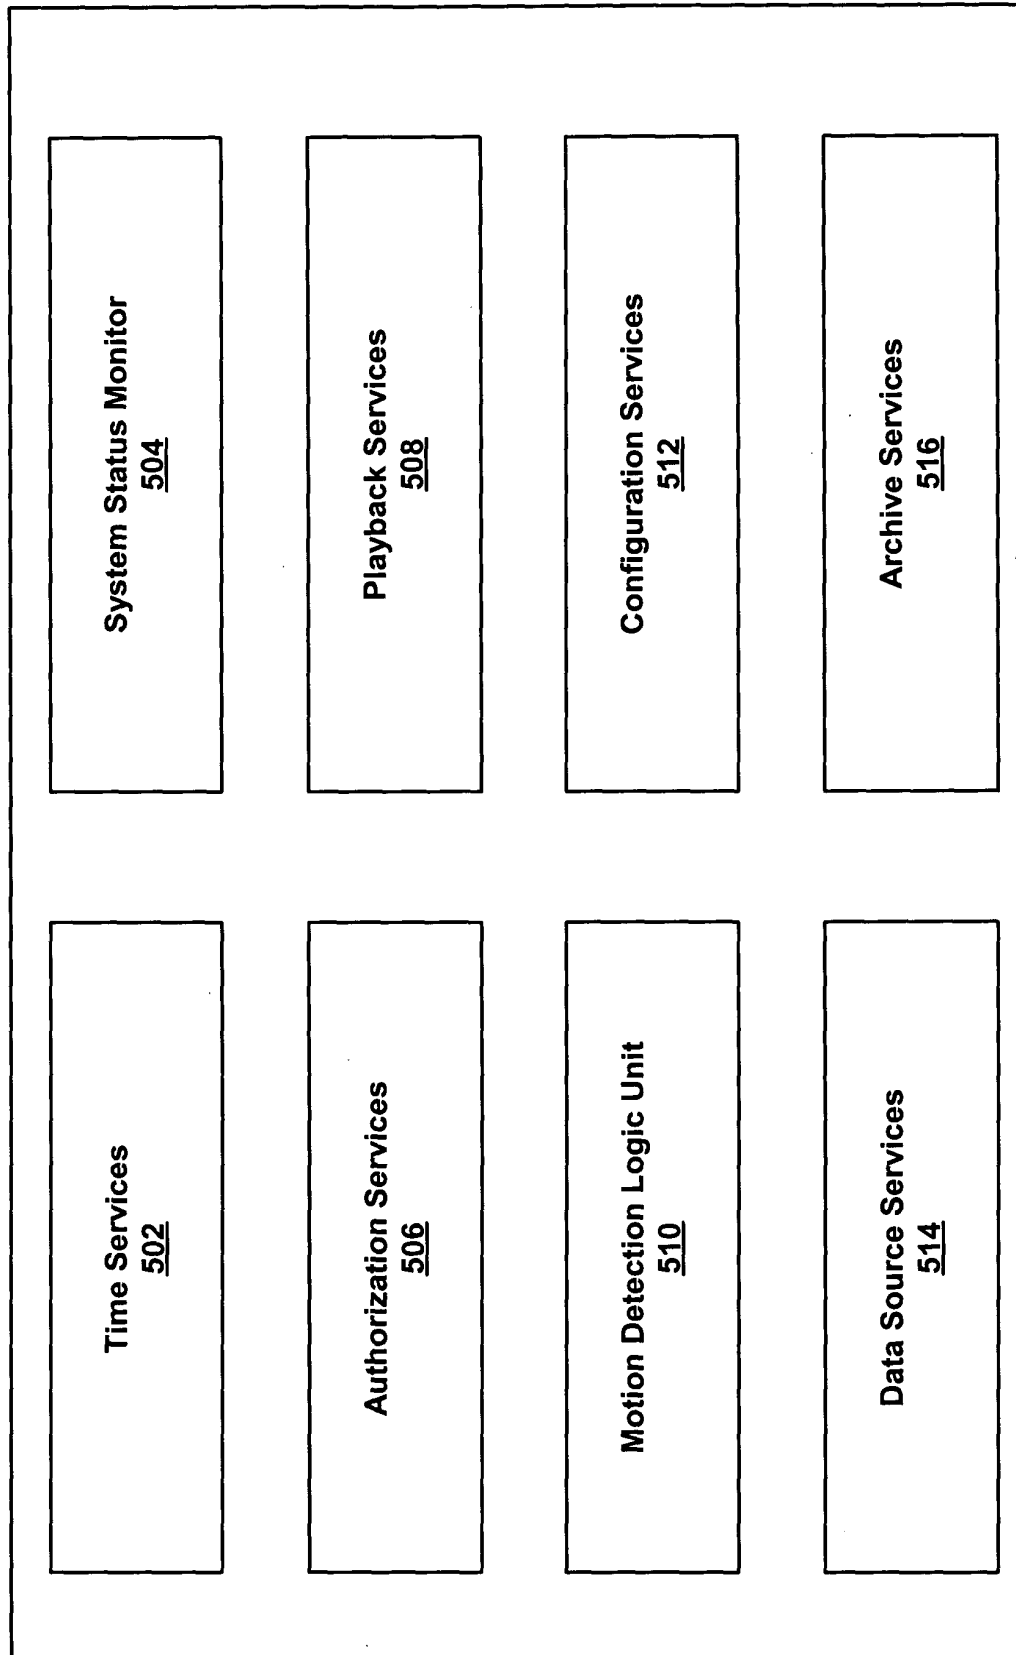 Time Services
502
System Status Monitor
504
Authorization Services
506
Playback Services
508
Motion Detection Logic Unit
510
Configuration Services
512
Data Source Services
514
Archive Services
516